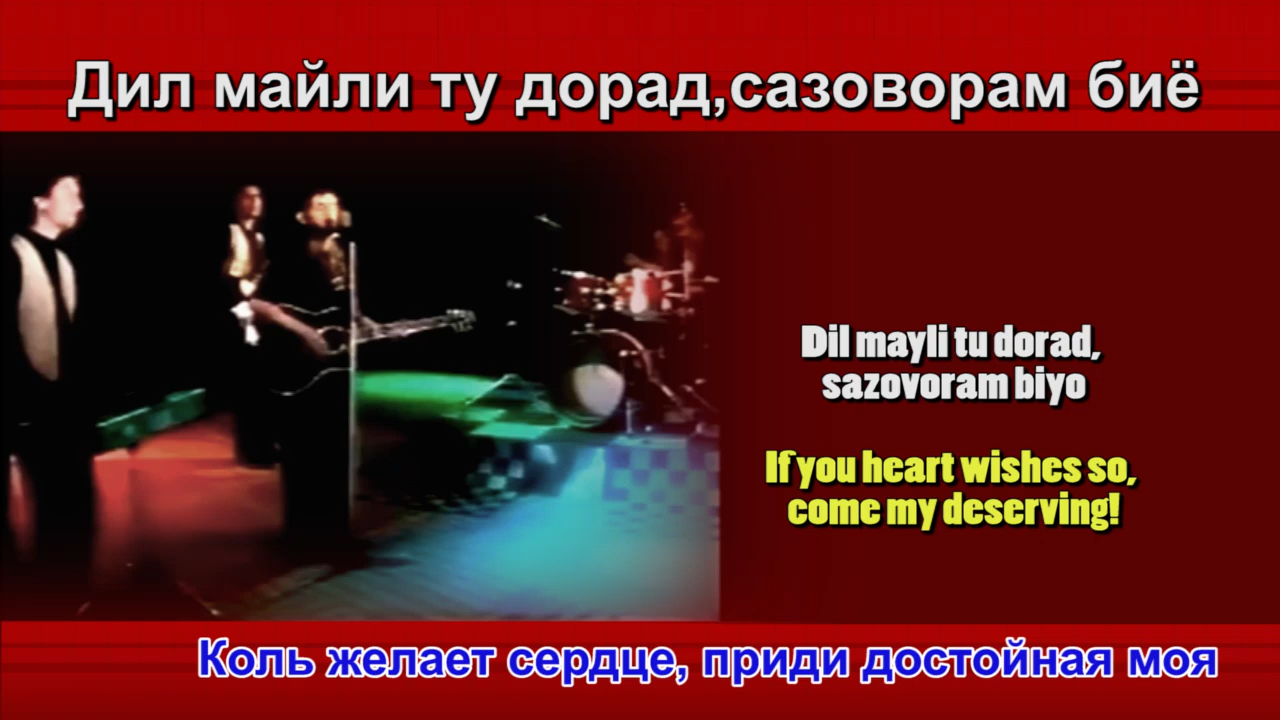 Дил майли ту дорад,сазоворам биё
Dil mayli tu dorad,
sazovoram biyo
If you heart wishes so,
come my deserving!
Коль желает сердце, приди достойная моя